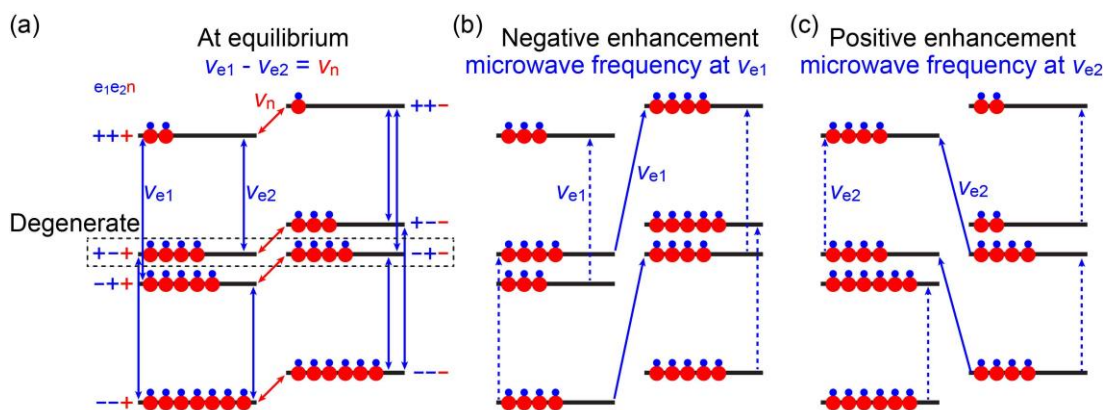 (a)
At equilibrium
νe1 - νe2 = νn
e1e2n
νn
++-
+++
νe1
νe2
Degenerate
+--
+-+
-+-
-++
---
--+
(b)
Negative enhancement
microwave frequency at νe1
νe1
νe1
(c)
Positive enhancement
microwave frequency at νe2
νe2
νe2